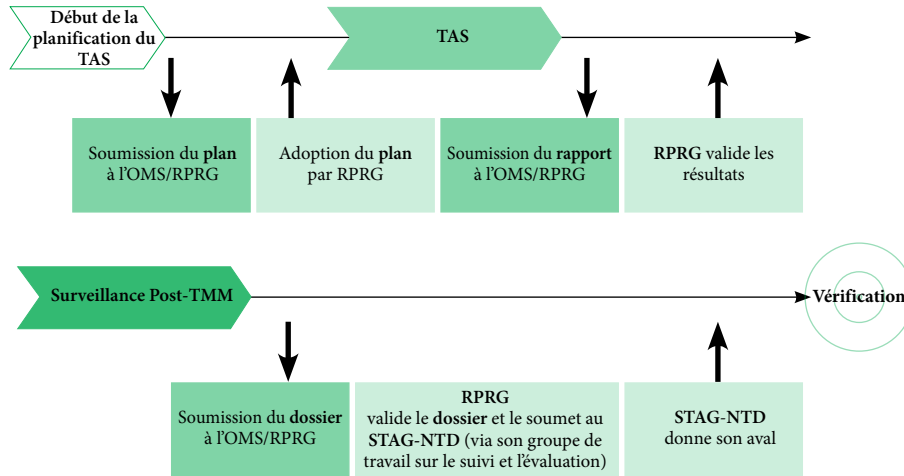 Début de la
planification du
TAS
TAS
Soumission du plan
à l'OMS/RPRG
Adoption du plan
par RPRG
Soumission du rapport
à l'OMS/RPRG
RPRG valide les
résultats
Surveillance Post-TMM
Vérification
Soumission du dossier
à l'OMS/RPRG
RPRG
valide le dossier et le soumet au
STAG-NTD (via son groupe de
travail sur le suivi et l'évaluation)
STAG-NTD
donne son aval